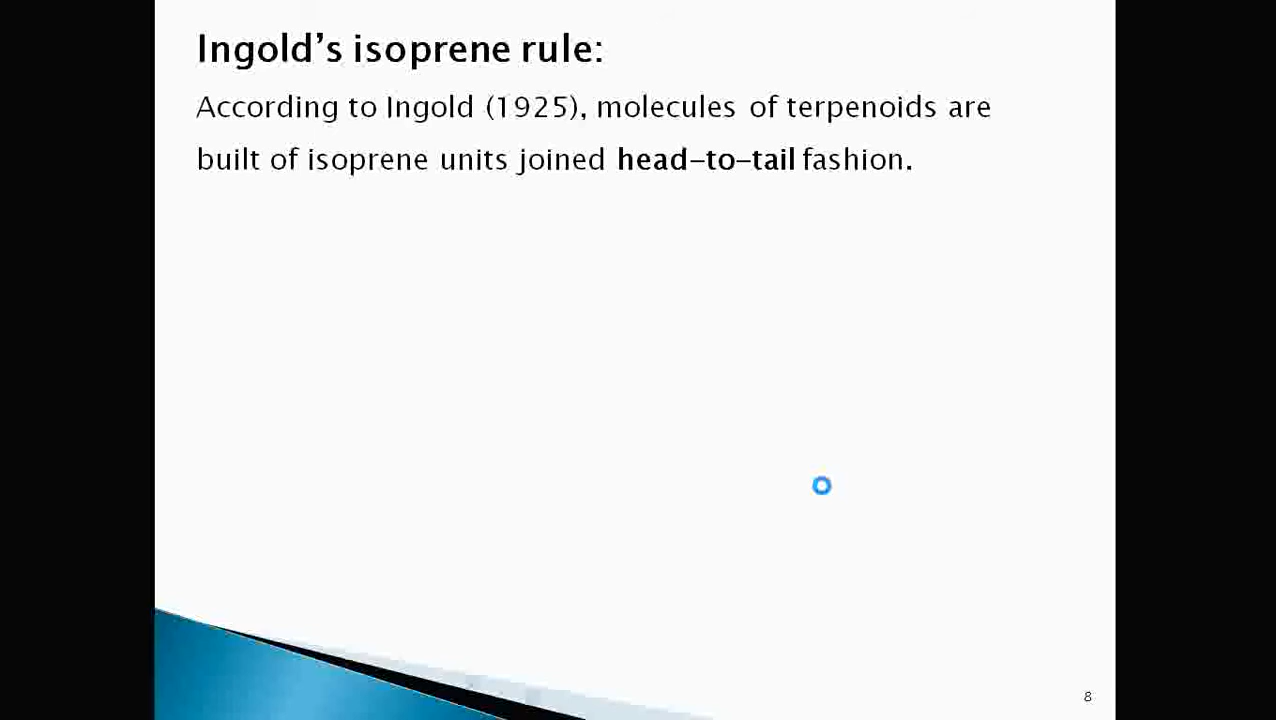 Ingold’s isoprene rule:
According to Ingold (1925), molecules of terpenoids are
built of isoprene units joined head-to-tail fashion.
8